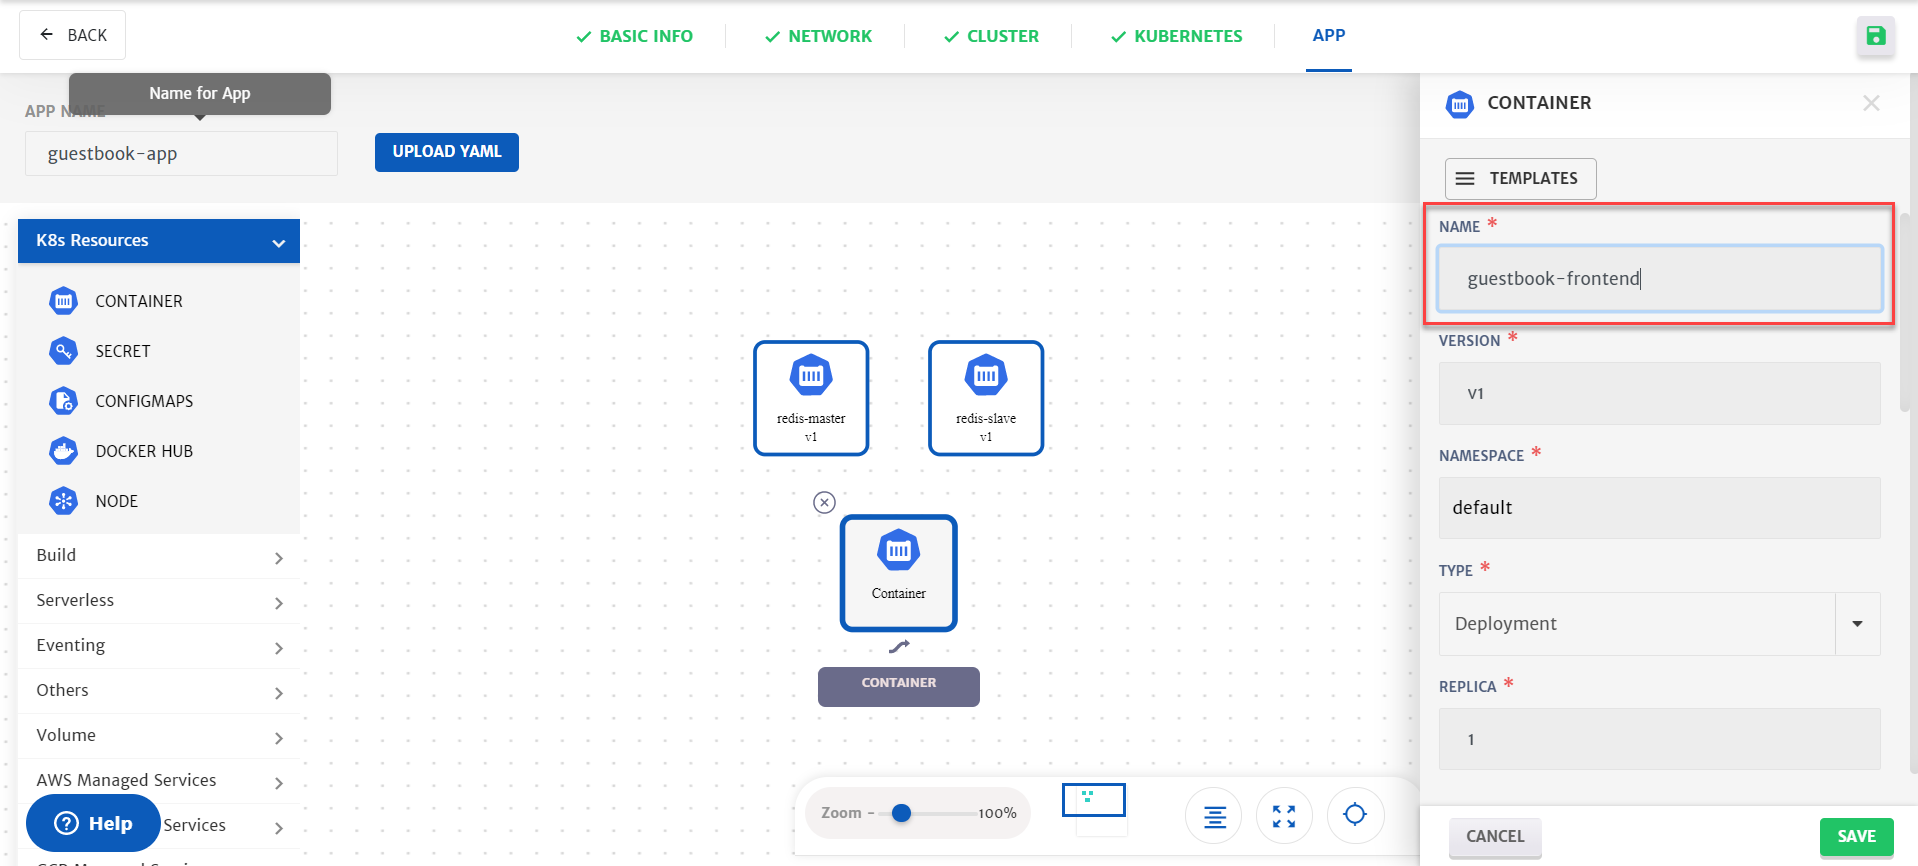 BACK
BASIC INFO
NETWORK
CLUSTER
KUBERNETES
APP
Name for App
APP NAME
guestbook-app
UPLOAD YAML
K8s Resources
CONTAINER
SECRET
CONFIGMAPS
DOCKER HUB
NODE
Build
Serverless
Eventing
Others
Volume
AWS Managed Services
Services
Help
redis-master
v1
redis-slave
v1
Container
CONTAINER
Zoom -
100%
CONTAINER
TEMPLATES
NAME *
guestbook-frontend
VERSION *
v1
NAMESPACE *
default
TYPE *
Deployment
REPLICA *
1
CANCEL
SAVE